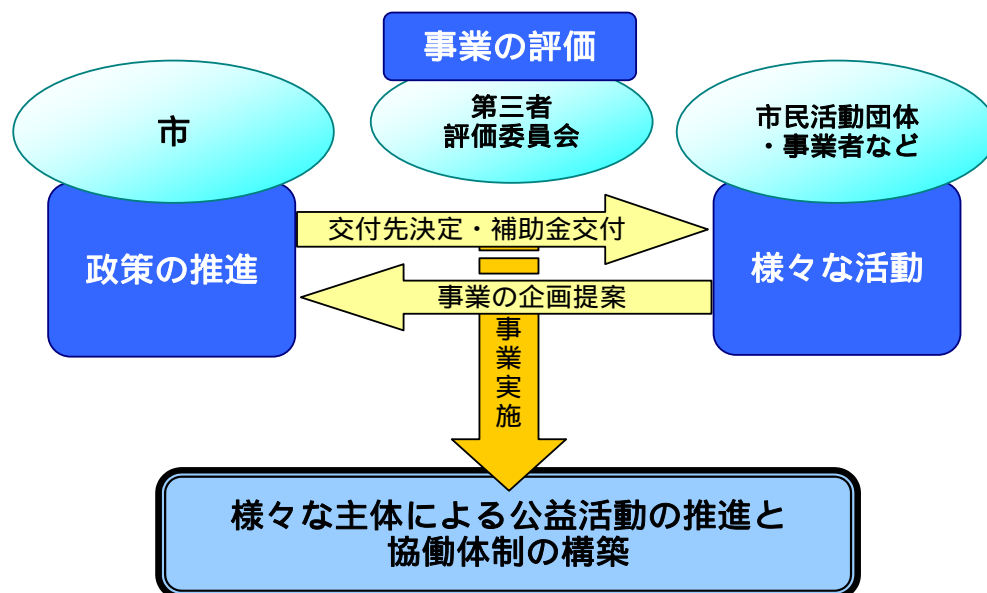 事業の評価
第三者
評価委員会
市
市民活動団体
・事業者など
政策の推進
様々な活動
交付先決定・補助金交付
事業の企画提案
事業実施
様々な主体による公益活動の推進と
協働体制の構築